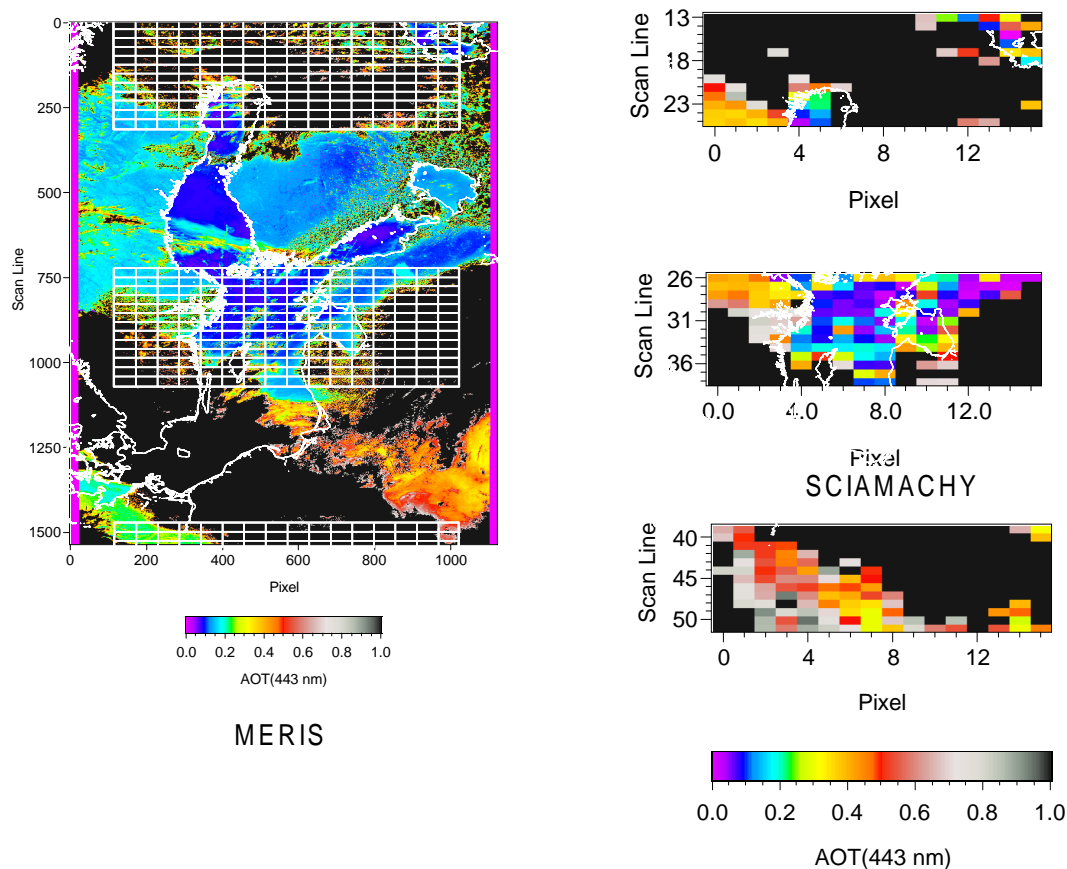 0
250
500
750
1000
1250
1500
Scan Line
0 200 400 600 800 1000
Pixel
0.0 0.2 0.4 0.6 0.8 1.0
AOT(443 nm)
MERIS
13
18
23
Scan Line
0 4 8 12
Pixel
26
31
36
Scan Line
0.0 4.0 8.0 12.0
Pixel
SCIAMACHY
40
45
50
Scan Line
0 4 8 12
Pixel
0.0 0.2 0.4 0.6 0.8 1.0
AOT(443 nm)